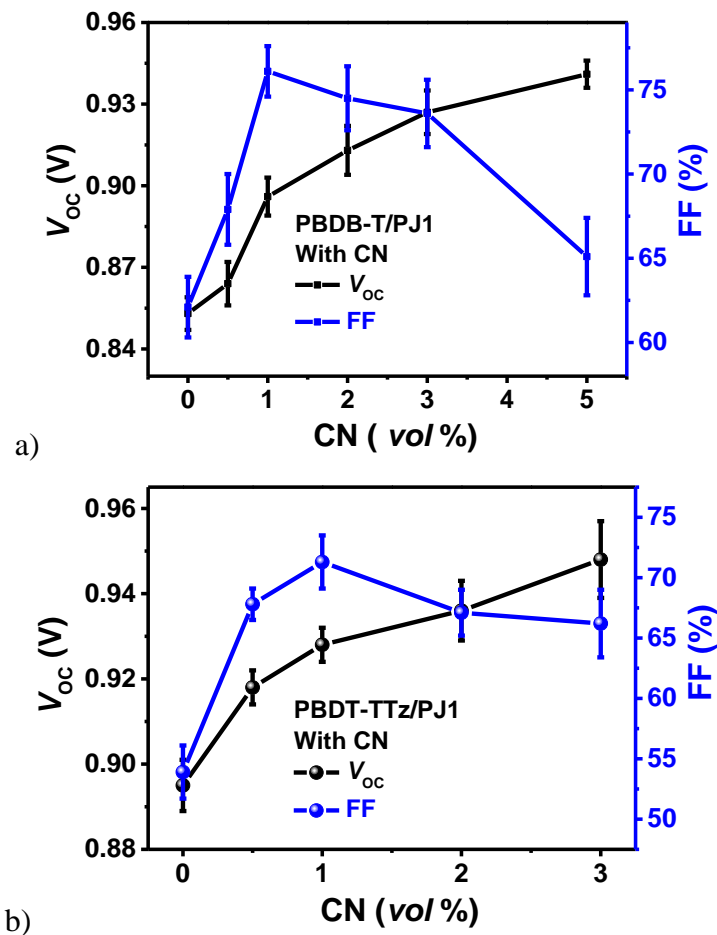 0.96
0.93
0.90
0.87
0.84
V_OC (V)
75
70
65
60
FF (%)
PBDB-T/PJ1
With CN
V_OC
FF
0 1 2 3 4 5
CN ( vol %)
a)
0.96
0.94
0.92
0.90
0.88
V_OC (V)
75
70
65
60
55
50
FF (%)
PBDT-TTz/PJ1
With CN
V_OC
FF
0 1 2 3
CN (vol %)
b)